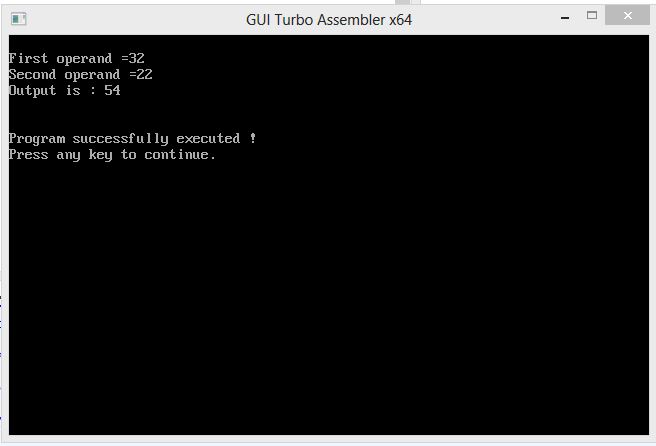 GUI Turbo Assembler x64
First operand =32
Second operand =22
Output is : 54
Program successfully executed !
Press any key to continue.